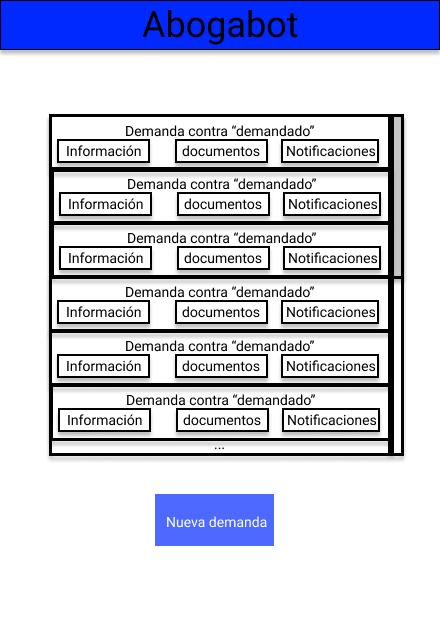 Abogabot
Demanda contra “demandado”
Información documentos Notificaciones
Demanda contra “demandado”
Información documentos Notificaciones
Demanda contra “demandado”
Información documentos Notificaciones
Demanda contra “demandado”
Información documentos Notificaciones
Demanda contra “demandado”
Información documentos Notificaciones
Demanda contra “demandado”
Información documentos Notificaciones
...
Nueva demanda